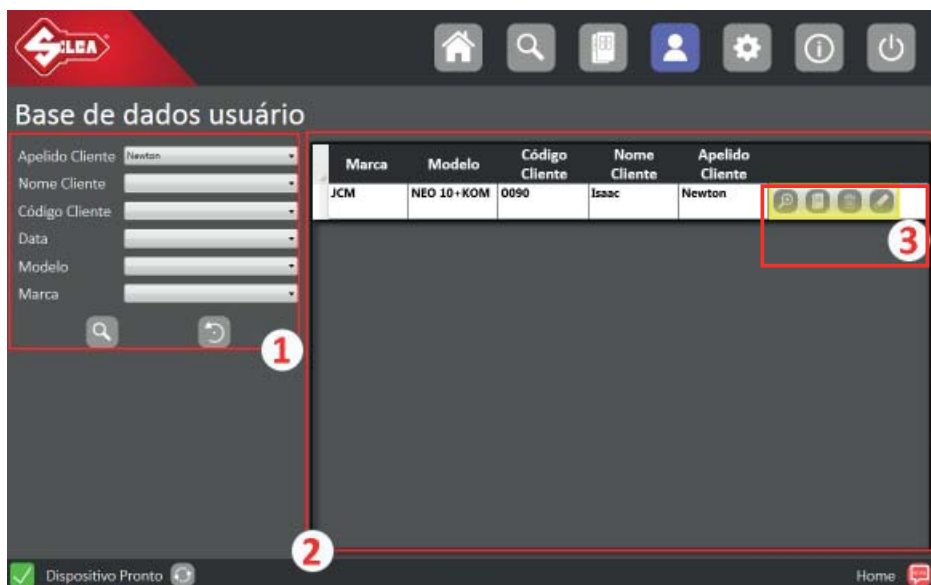 SILCA
Base de dados usuário
Apelido Cliente Newton
Nome Cliente
Código Cliente
Data
Modelo
Marca
1
Marca Modelo Código Cliente Nome Cliente Apelido Cliente
JCM NEO 10+KOM 0090 Isaac Newton
3
2
Dispositivo Pronto
Home